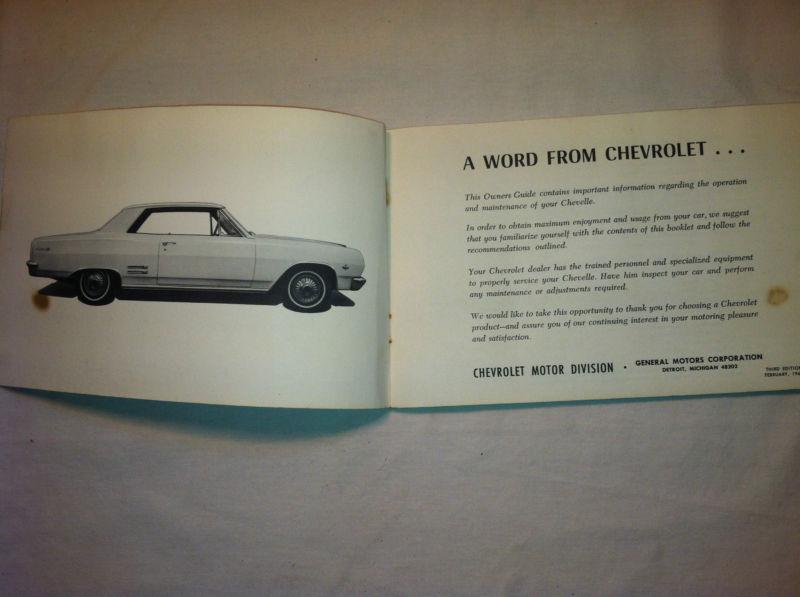 A WORD FROM CHEVROLET . . .
This Owners Guide contains important information regarding the operation
and maintenance of your Chevelle.
In order to obtain maximum enjoyment and usage from your car, we suggest
that you familiarize yourself with the contents of this booklet and follow the
recommendations outlined.
Your Chevrolet dealer has the trained personnel and specialized equipment
to properly service your Chevelle. Have him inspect your car and perform
any maintenance or adjustments required.
We would like to take this opportunity to thank you for choosing a Chevrolet
product—and assure you of our continuing interest in your motoring pleasure
and satisfaction.
CHEVROLET MOTOR DIVISION • GENERAL MOTORS CORPORATION
DETROIT, MICHIGAN 48202
THIRD EDITION
FEBRUARY,